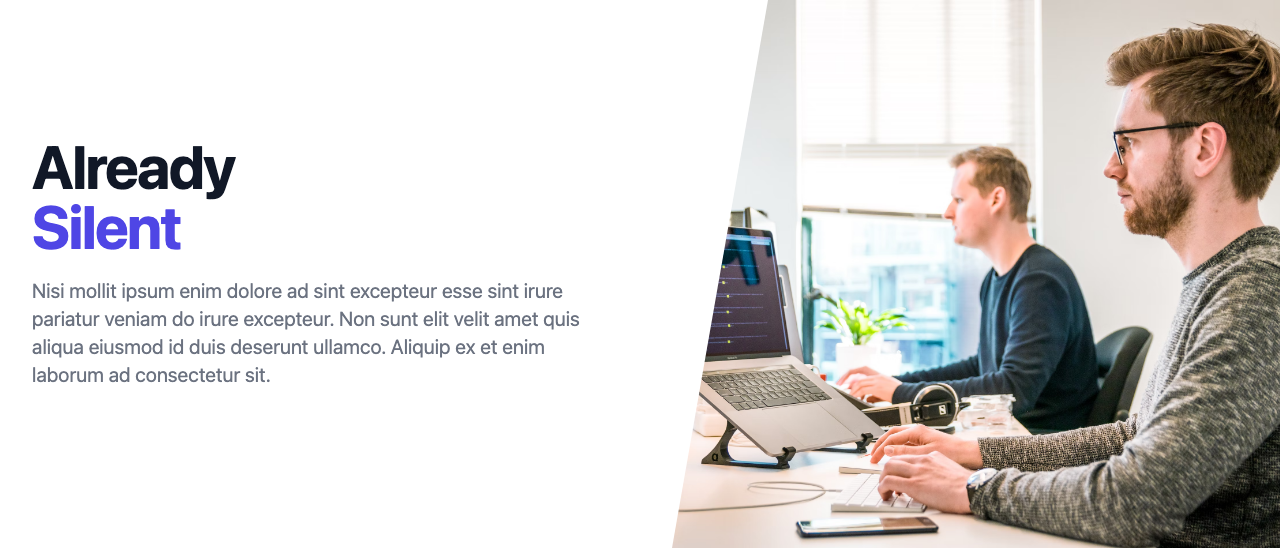 Already
Silent
Nisi mollit ipsum enim dolore ad sint excepteur esse sint irure
pariatur veniam do irure excepteur. Non sunt elit velit amet quis
aliqua eiusmod id duis deserunt ullamco. Aliquip ex et enim
laborum ad consectetur sit.